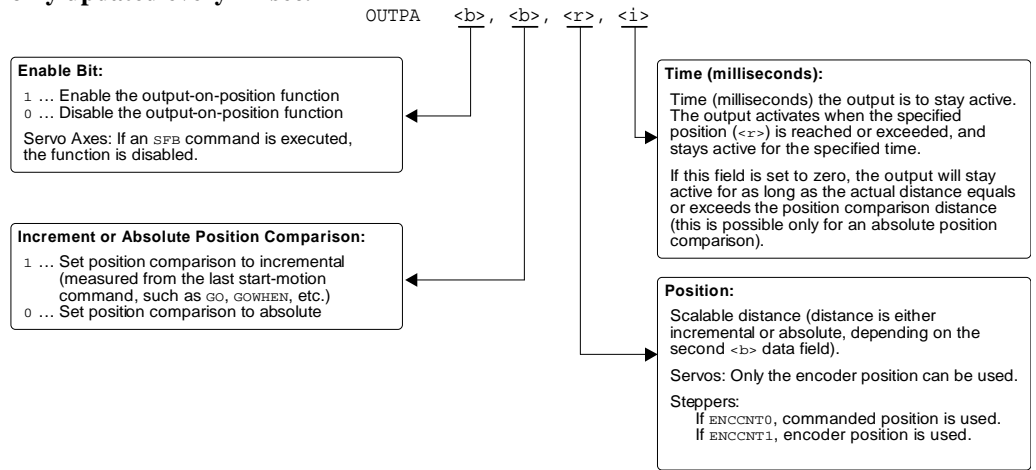 OUTPA <b>, <b>, <r>, <i>
Enable Bit:
1 ... Enable the output-on-position function
0 ... Disable the output-on-position function
Servo Axes: If an SFB command is executed,
the function is disabled.
Increment or Absolute Position Comparison:
1 ... Set position comparison to incremental
(measured from the last start-motion
command, such as GO, GOWHEN, etc.)
0 ... Set position comparison to absolute
Time (milliseconds):
Time (milliseconds) the output is to stay active.
The output activates when the specified
position (<r>) is reached or exceeded, and
stays active for the specified time.
If this field is set to zero, the output will stay
active for as long as the actual distance equals
or exceeds the position comparison distance
(this is possible only for an absolute position
comparison).
Position:
Scalable distance (distance is either
incremental or absolute, depending on the
second <b> data field).
Servos: Only the encoder position can be used.
Steppers:
If ENCCNT0, commanded position is used.
If ENCCNT1, encoder position is used.